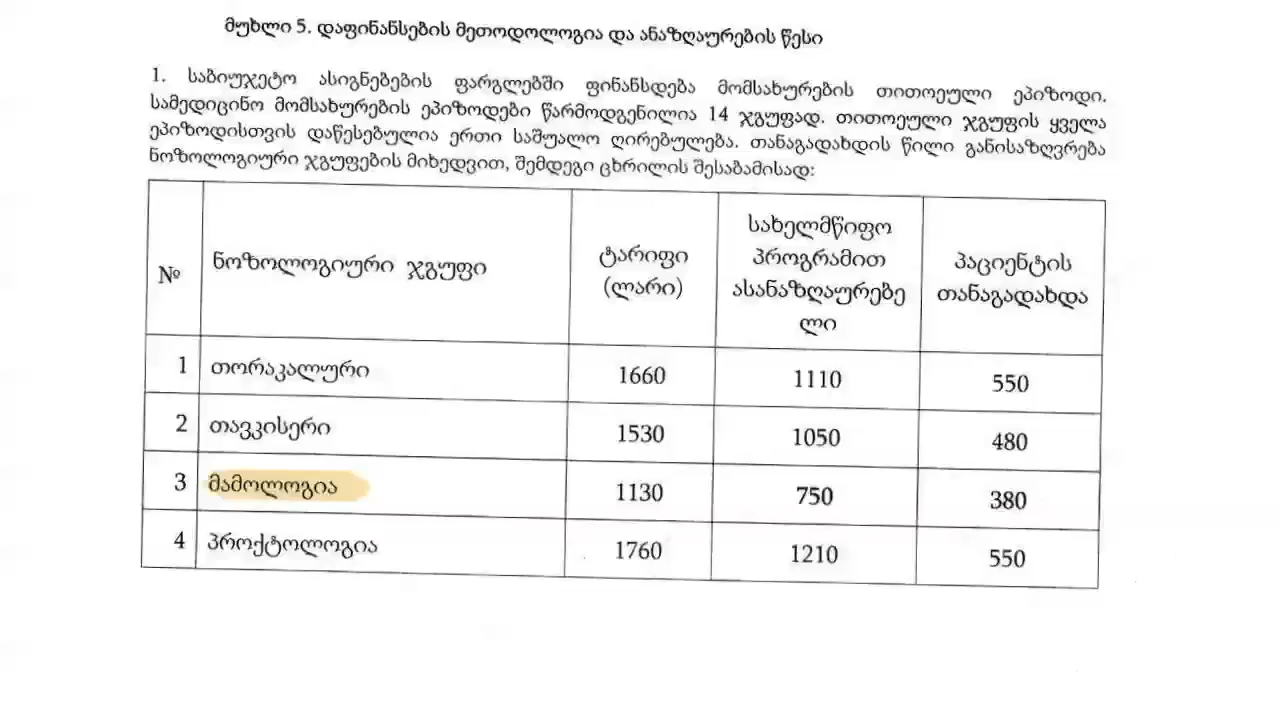 მუხლი 5. დაფინანსების მეთოდოლოგია და ანაზღაურების წესი
1. საბიუჯეტო ასიგნებების ფარგლებში ფინანსდება მომსახურების თითოეული ეპიზოდი.
სამედიცინო მომსახურების ეპიზოდები წარმოდგენილია 14 ჯგუფად. თითოეული ჯგუფის ყველა
ეპიზოდისთვის დაწესებულია ერთი საშუალო ღირებულება. თანაგადახდის წილი განისაზღვრება
ნოზოლოგიური ჯგუფების მიხედვით, შემდეგი ცხრილის შესაბამისად:
№ ნოზოლოგიური ჯგუფი ტარიფი (ლარი) სახელმწიფო პროგრამით ასანაზღაურებელი პაციენტის თანაგადახდა
1 თორაკალური 1660 1110 550
2 თავკისერი 1530 1050 480
3 მამოლოგია 1130 750 380
4 პროქტოლოგია 1760 1210 550